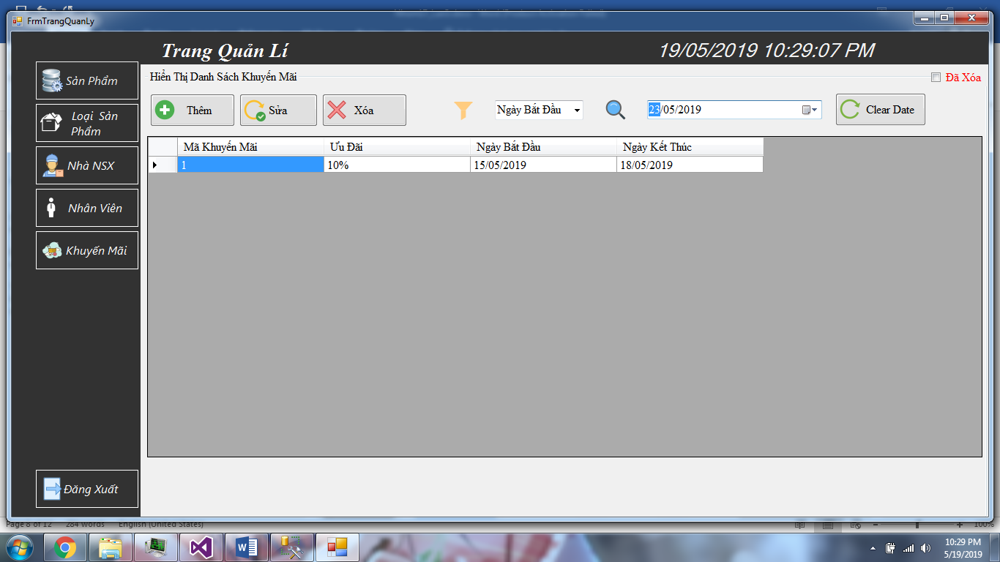 FrmTrangQuanLy
Trang Quản Lí
19/05/2019 10:29:07 PM
Sản Phẩm
Loại Sản
Phẩm
Nhà NSX
Nhân Viên
Khuyến Mãi
Đăng Xuất
Hiển Thị Danh Sách Khuyến Mãi
Đã Xóa
Thêm Sửa Xóa Ngày Bắt Đầu 23/05/2019 Clear Date
Mã Khuyến Mãi Ưu Đãi Ngày Bắt Đầu Ngày Kết Thúc
1 10% 15/05/2019 18/05/2019
Page 8 of 12 284 words English (United States) 100%
10:29 PM
5/19/2019